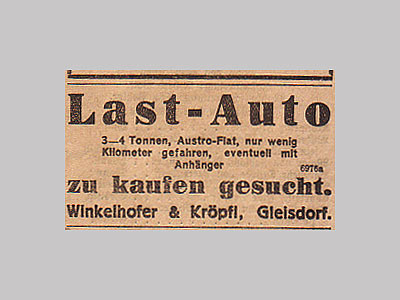 Last-Auto
3—4 Tonnen, Austro-Fiat, nur wenig
Kilometer gefahren, eventuell mit
Anhänger 6976a
zu kaufen gesucht.
Winkelhofer & Kröpfl, Gleisdorf.